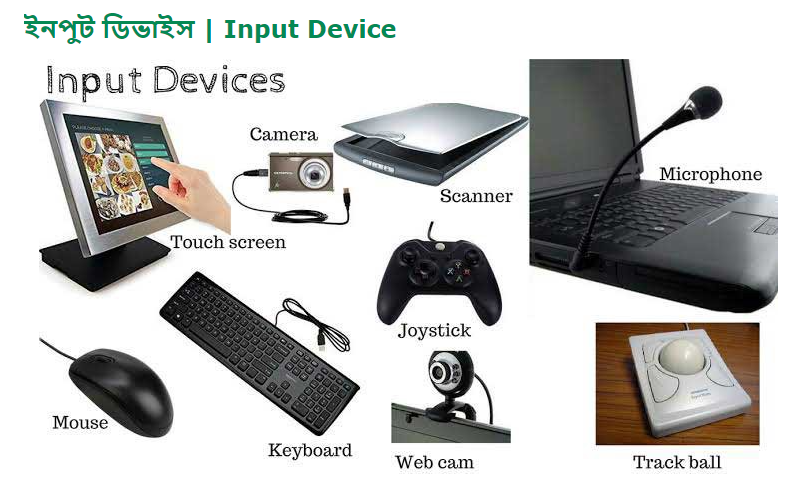 ইনপুট ডিভাইস | Input Device
Input Devices
Camera
Scanner
Microphone
Touch screen
Joystick
Mouse
Keyboard
Web cam
Track ball